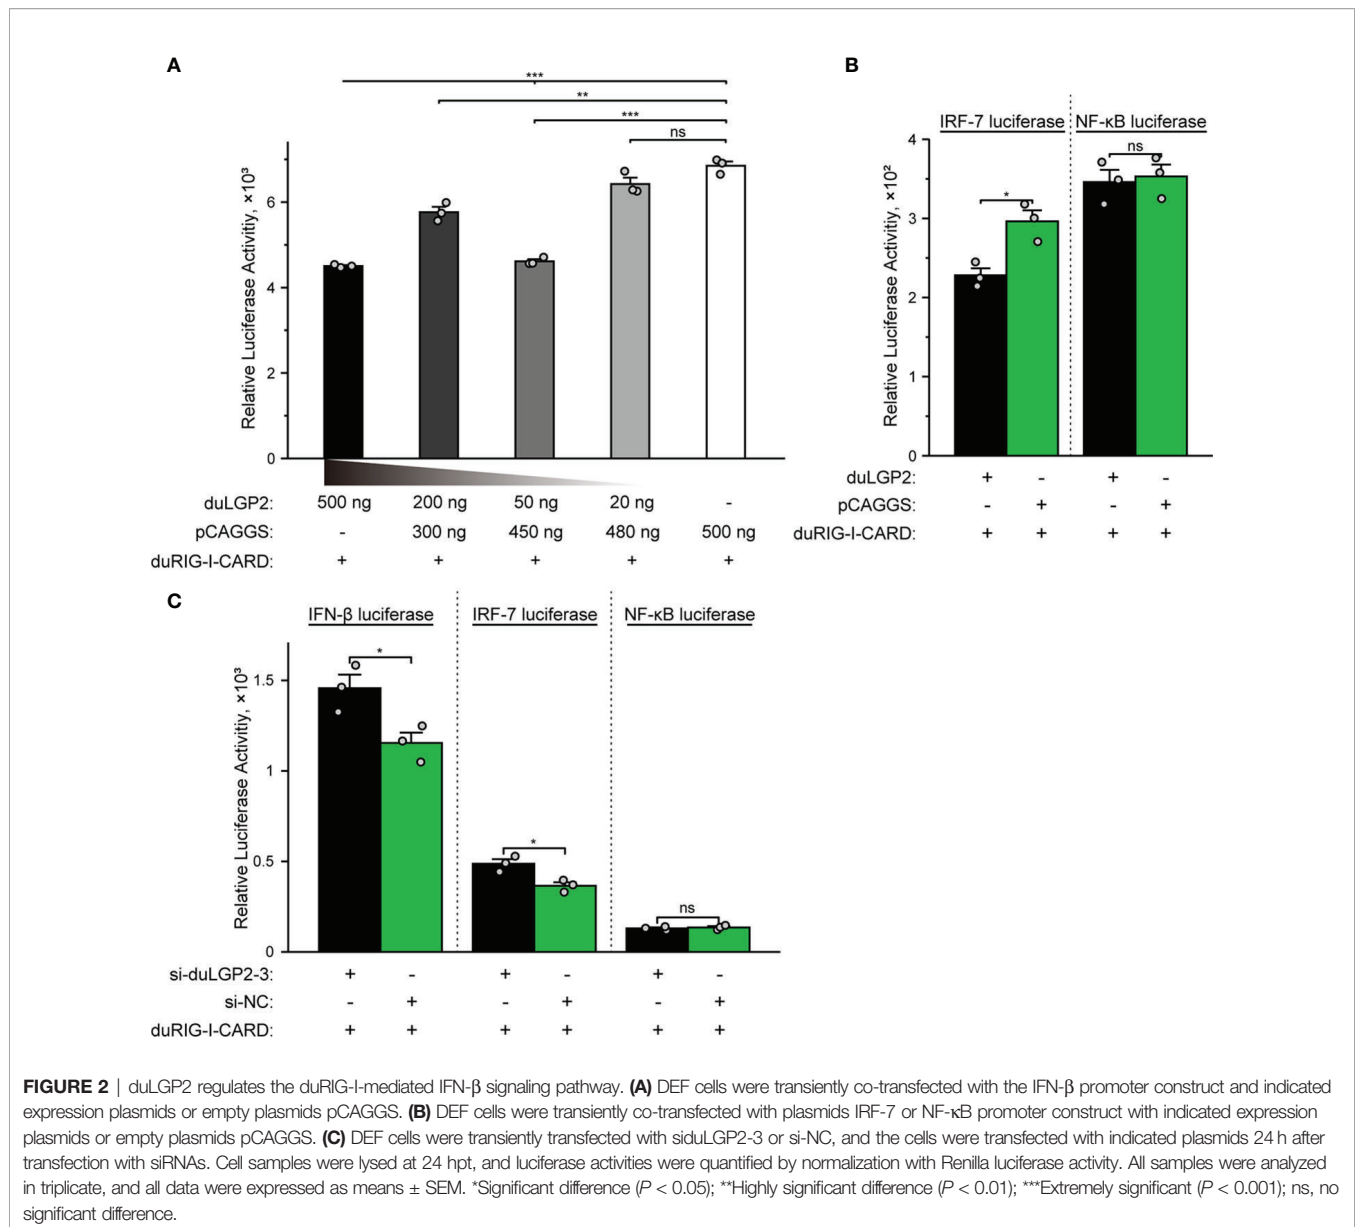 A
***
**
***
ns
Relative Luciferase Activitiy, ×10³
6
4
2
0
duLGP2: 500 ng 200 ng 50 ng 20 ng -
pCAGGS: - 300 ng 450 ng 480 ng 500 ng
duRIG-I-CARD: + + + + +
B
IRF-7 luciferase NF-κB luciferase
*
ns
Relative Luciferase Activitiy, ×10²
4
3
2
1
0
duLGP2: + - + -
pCAGGS: - + - +
duRIG-I-CARD: + + + +
C
IFN-β luciferase IRF-7 luciferase NF-κB luciferase
*
*
ns
Relative Luciferase Activitiy, ×10³
1.5
1
0.5
0
si-duLGP2-3: + - + - + -
si-NC: - + - + - +
duRIG-I-CARD: + + + + + +
FIGURE 2 | duLGP2 regulates the duRIG-I-mediated IFN-β signaling pathway. (A) DEF cells were transiently co-transfected with the IFN-β promoter construct and indicated
expression plasmids or empty plasmids pCAGGS. (B) DEF cells were transiently co-transfected with plasmids IRF-7 or NF-κB promoter construct with indicated expression
plasmids or empty plasmids pCAGGS. (C) DEF cells were transiently transfected with siduLGP2-3 or si-NC, and the cells were transfected with indicated plasmids 24 h after
transfection with siRNAs. Cell samples were lysed at 24 hpt, and luciferase activities were quantified by normalization with Renilla luciferase activity. All samples were analyzed
in triplicate, and all data were expressed as means ± SEM. *Significant difference (P < 0.05); **Highly significant difference (P < 0.01); ***Extremely significant (P < 0.001); ns, no
significant difference.